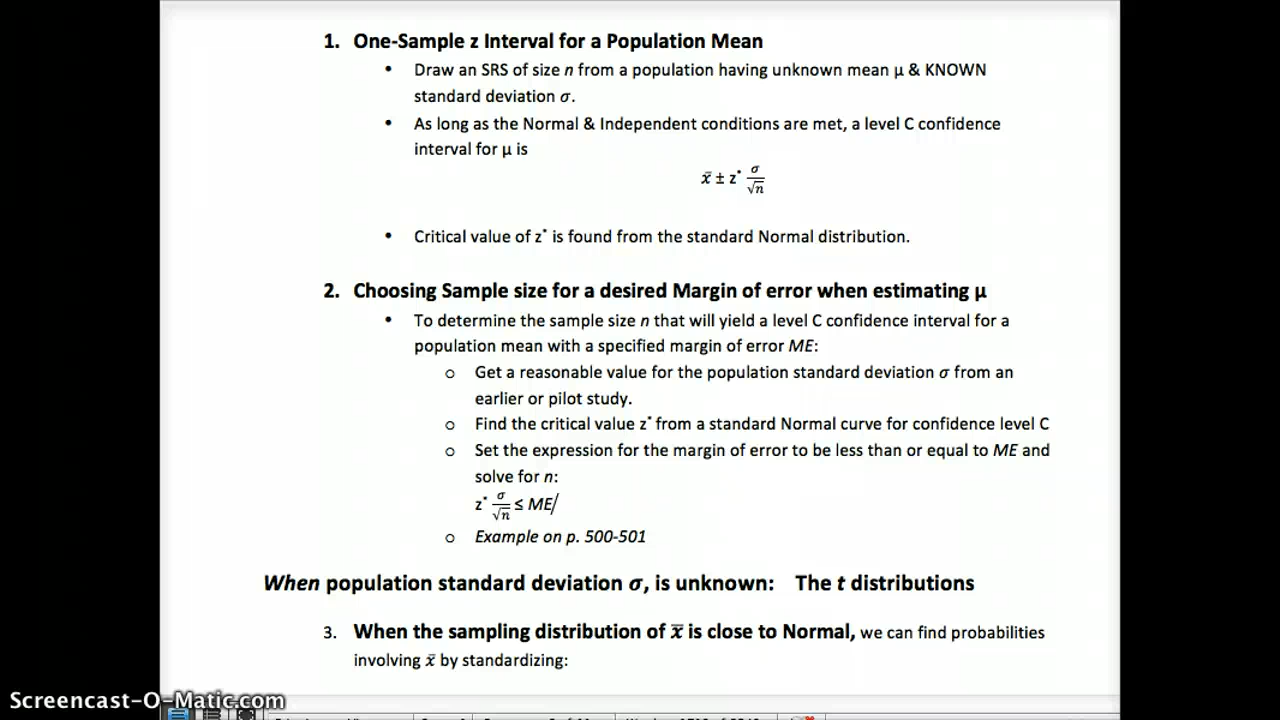 1. One-Sample z Interval for a Population Mean
• Draw an SRS of size n from a population having unknown mean μ & KNOWN
standard deviation σ.
• As long as the Normal & Independent conditions are met, a level C confidence
interval for μ is
x̄ ± z* σ/√n
• Critical value of z* is found from the standard Normal distribution.
2. Choosing Sample size for a desired Margin of error when estimating μ
• To determine the sample size n that will yield a level C confidence interval for a
population mean with a specified margin of error ME:
o Get a reasonable value for the population standard deviation σ from an
earlier or pilot study.
o Find the critical value z* from a standard Normal curve for confidence level C
o Set the expression for the margin of error to be less than or equal to ME and
solve for n:
z* σ/√n ≤ ME/
o Example on p. 500-501
When population standard deviation σ, is unknown: The t distributions
3. When the sampling distribution of x̄ is close to Normal, we can find probabilities
involving x̄ by standardizing:
Screencast-O-Matic.com